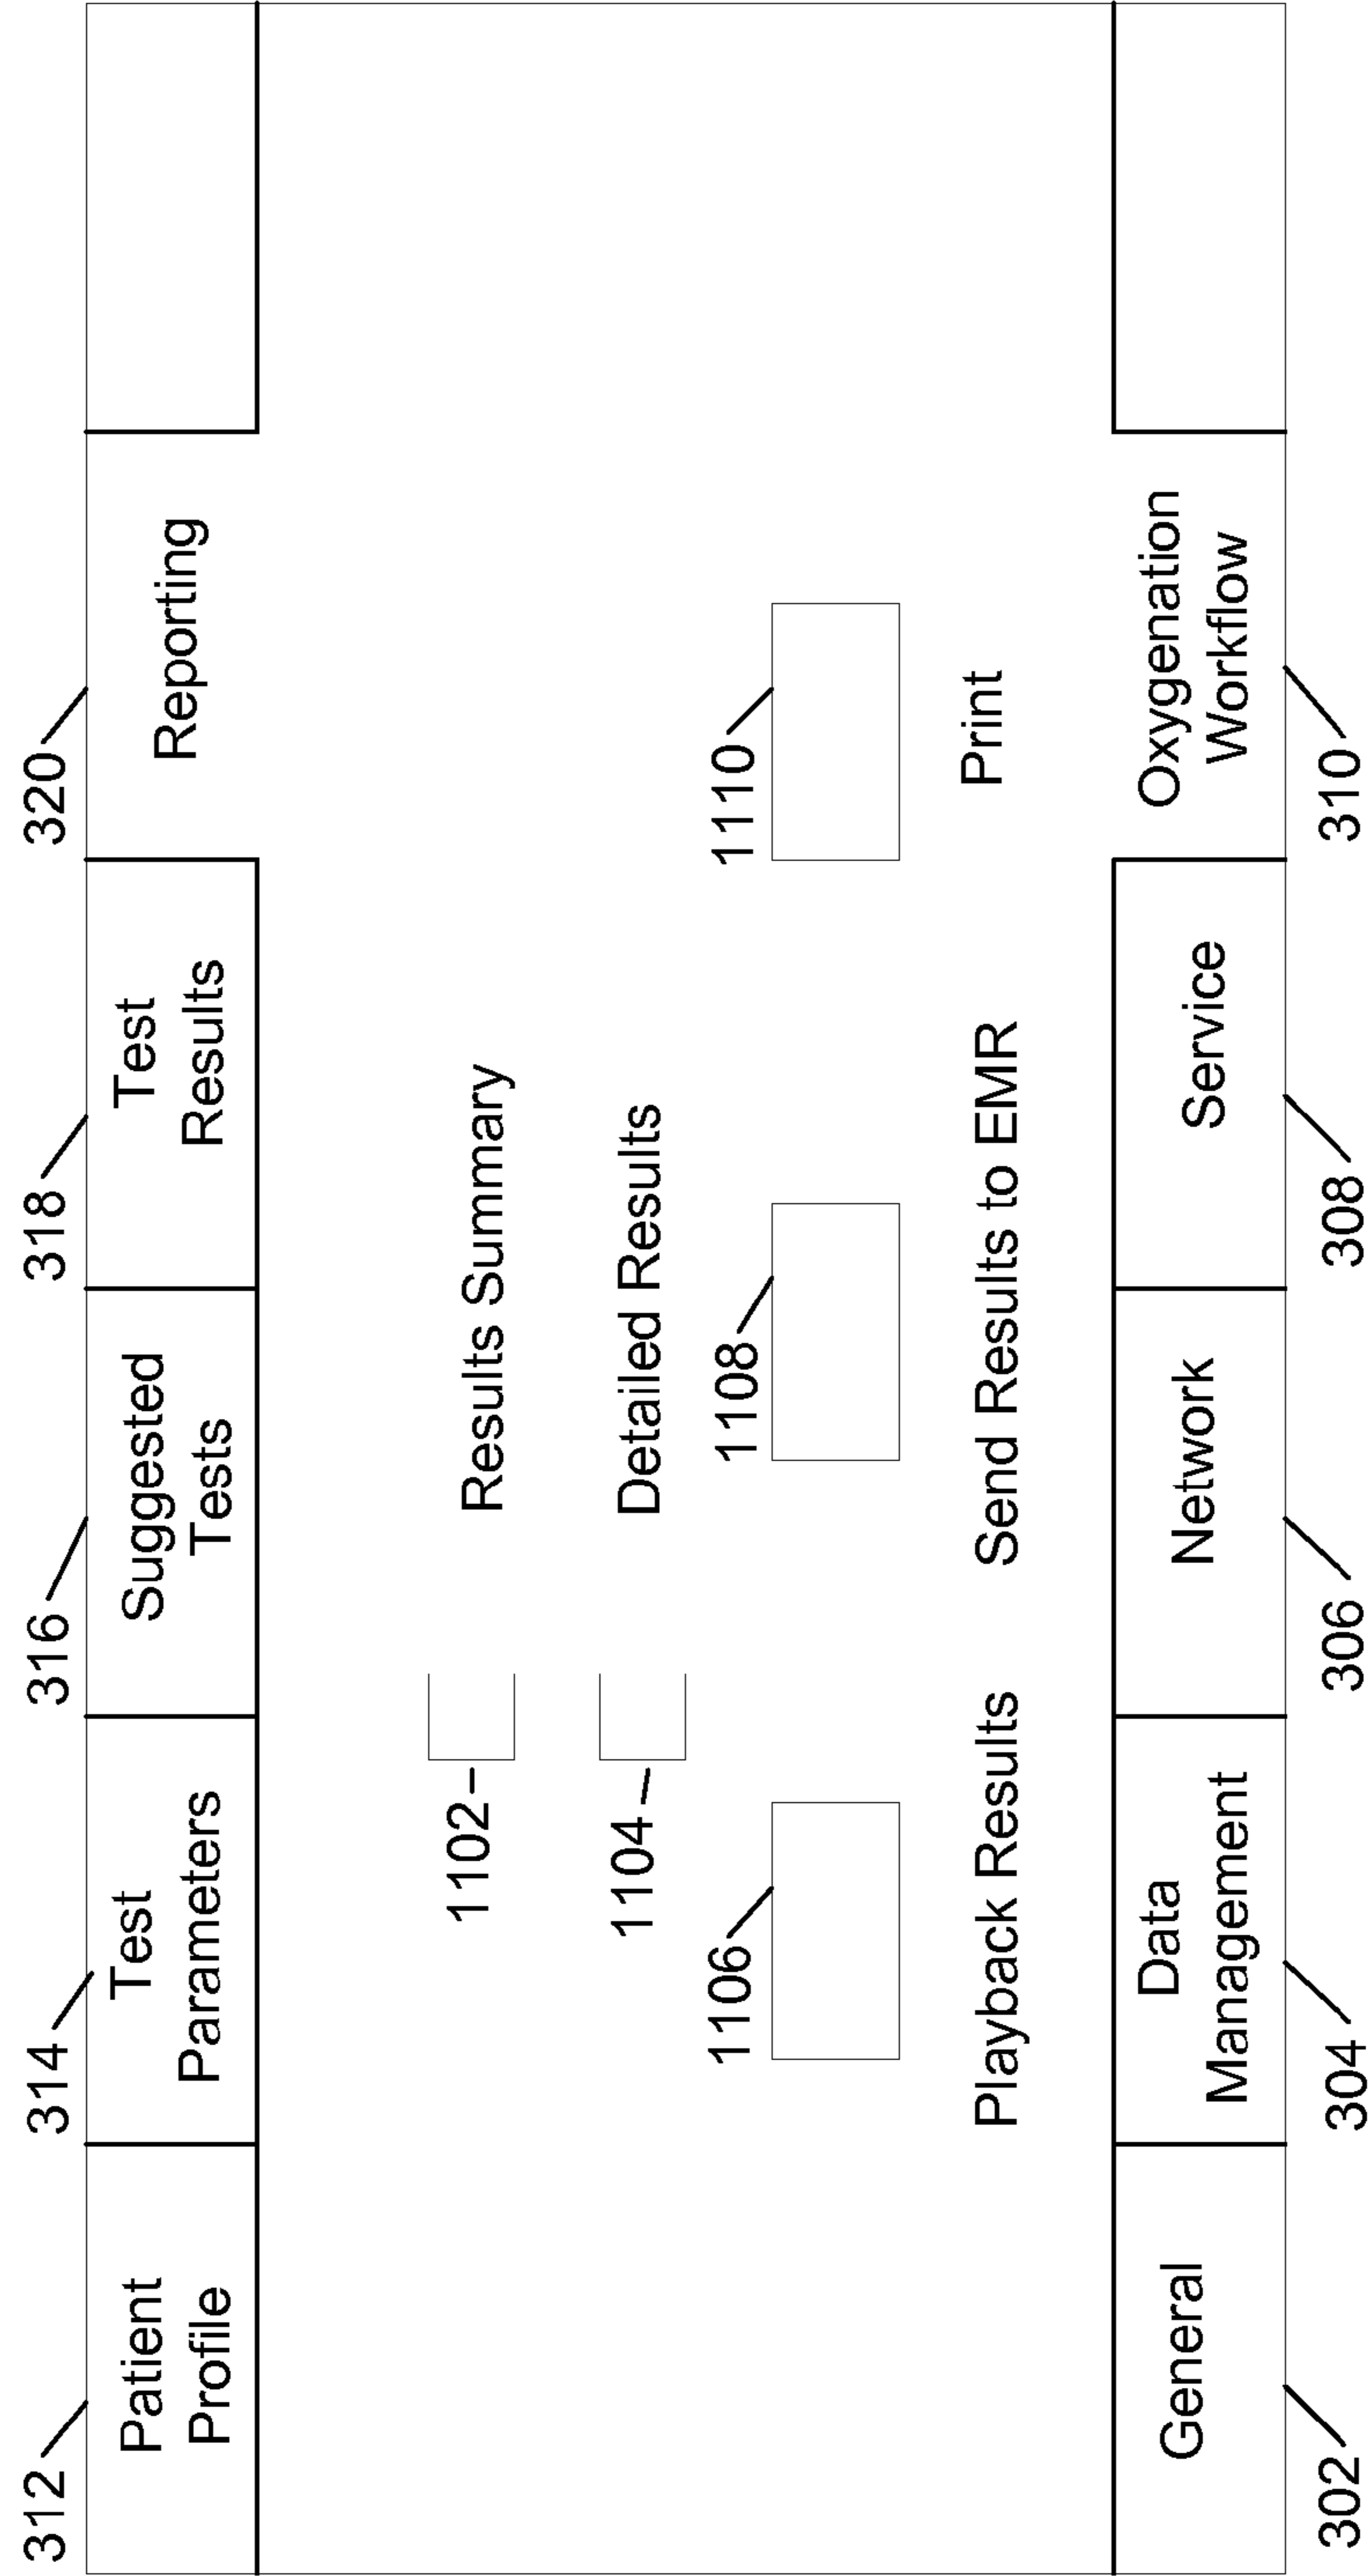 312
314
316
318
320
Patient
Profile
Test
Parameters
Suggested
Tests
Test
Results
Reporting
1102
Results Summary
1104
Detailed Results
1106
1108
1110
Playback Results
Send Results to EMR
Print
General
Data
Management
Network
Service
Oxygenation
Workflow
302
304
306
308
310